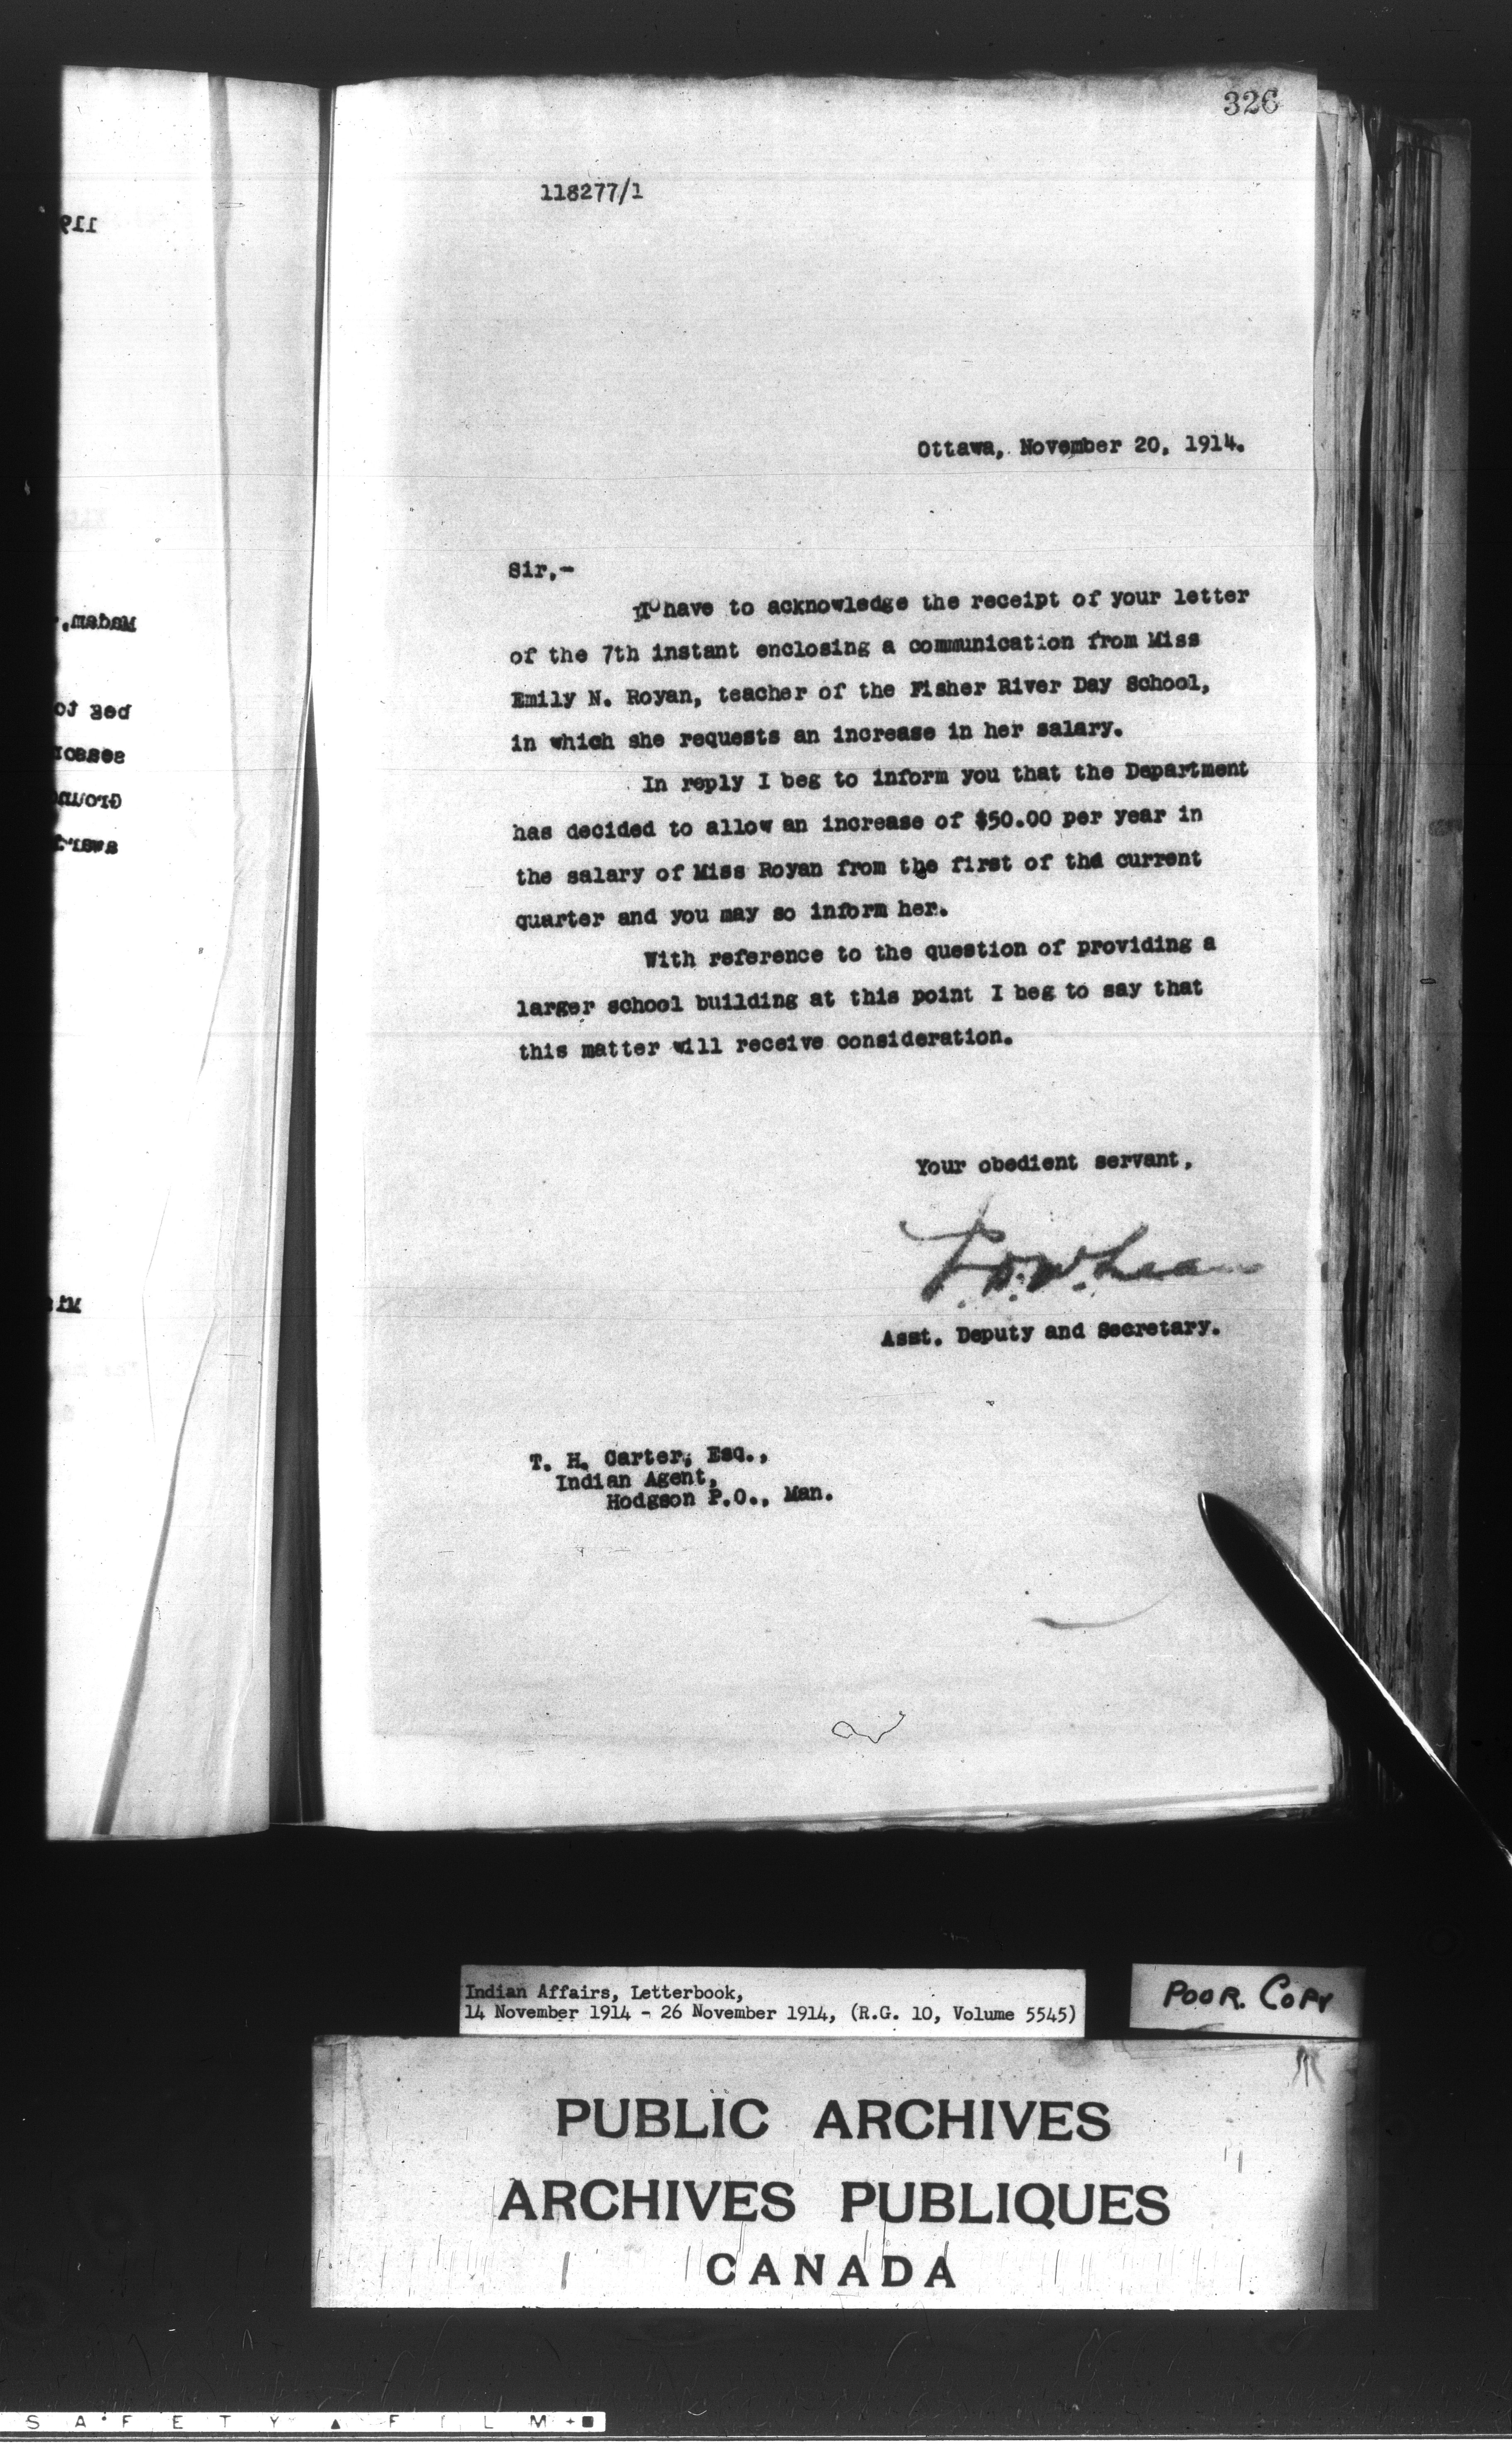 326
118277/1
Ottawa, November 20, 1914.
Sir,-
I have to acknowledge the receipt of your letter
of the 7th instant enclosing a communication from Miss
Emily N. Royan, teacher of the Fisher River Day School,
in which she requests an increase in her salary.
In reply I beg to inform you that the Department
has decided to allow an increase of $50.00 per year in
the salary of Miss Royan from the first of the current
quarter and you may so inform her.
With reference to the question of providing a
larger school building at this point I beg to say that
this matter will receive consideration.
Your obedient servant,
Asst. Deputy and Secretary.
T. H. Carter, Esq.,
Indian Agent,
Hodgson P.O., Man.
Indian Affairs, Letterbook,
14 November 1914 - 26 November 1914, (R.G. 10, Volume 5545)
POOR. COPY
PUBLIC ARCHIVES
ARCHIVES PUBLIQUES
CANADA
SAFETY FILM